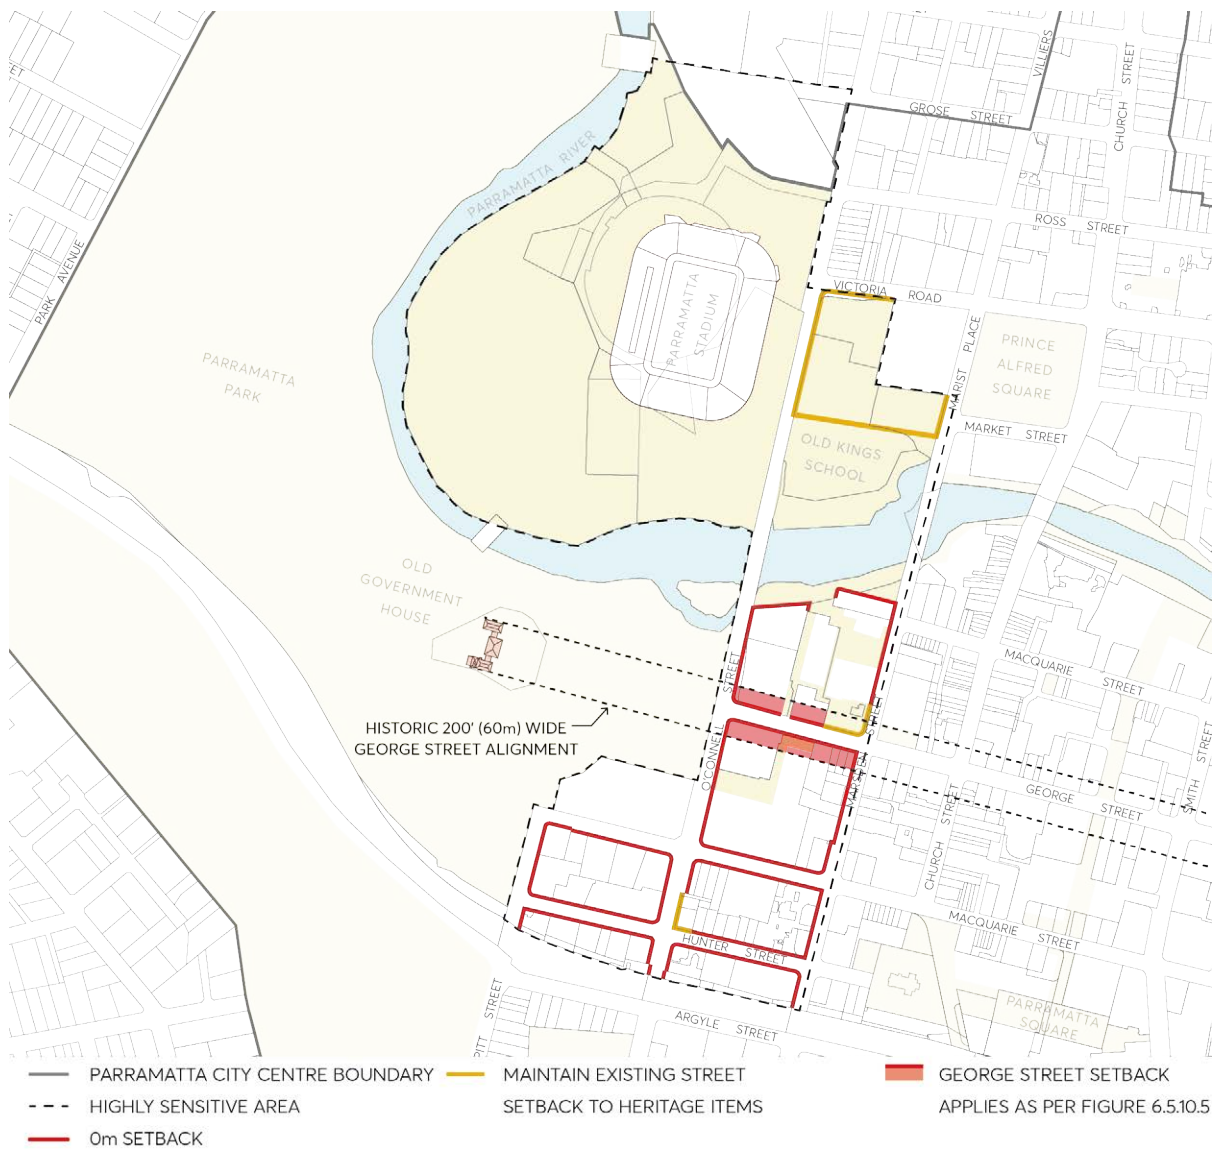 VILLIERS
STREET
CHURCH
GROSE STREET
PARRAMATTA RIVER
ROSS STREET
PARK AVENUE
VICTORIA ROAD
PARRAMATTA
STADIUM
PLACE
MARIST
PRINCE
ALFRED
SQUARE
PARRAMATTA
PARK
MARKET STREET
OLD KINGS
SCHOOL
OLD
GOVERNMENT
HOUSE
MACQUARIE STREET
STREET
O'CONNELL
STREET
HISTORIC 200' (60m) WIDE
GEORGE STREET ALIGNMENT
STREET
SMITH
GEORGE STREET
STREET
CHURCH
MACQUARIE STREET
HUNTER STREET
PARRAMATTA
SQUARE
STREET
PITT
ARGYLE STREET
PARRAMATTA CITY CENTRE BOUNDARY
HIGHLY SENSITIVE AREA
0m SETBACK
MAINTAIN EXISTING STREET
SETBACK TO HERITAGE ITEMS
GEORGE STREET SETBACK
APPLIES AS PER FIGURE 6.5.10.5